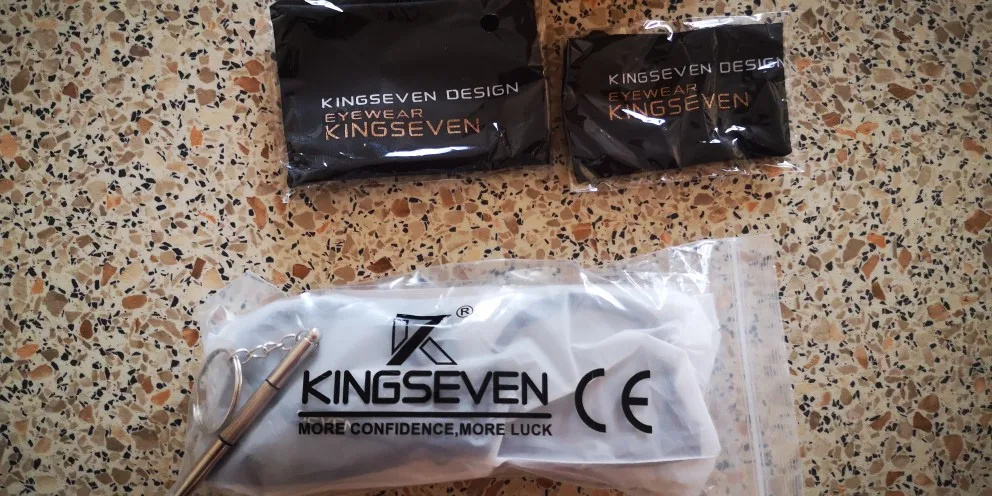 KINGSEVEN DESIGN
EYEWEAR
KINGSEVEN
KINGSEVEN DESIGN
EYEWEAR
KINGSEVEN
®
KINGSEVEN CE
MORE CONFIDENCE,MORE LUCK